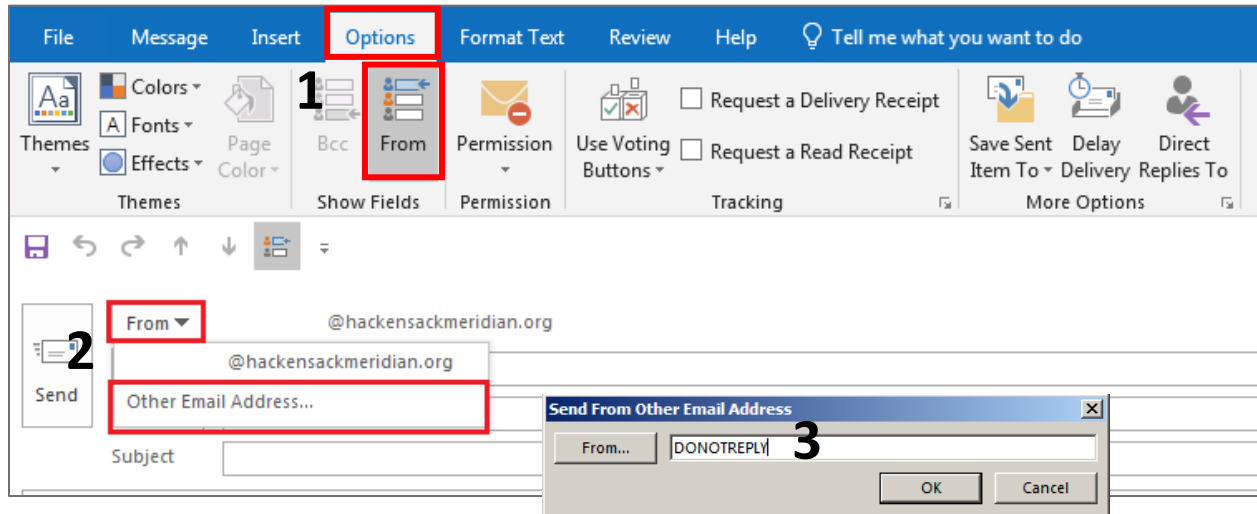 File Message Insert Options Format Text Review Help Tell me what you want to do
1
Aa Colors
A Fonts
Effects
Themes
Page Color
Bcc From
Permission
Use Voting Buttons
Request a Delivery Receipt
Request a Read Receipt
Save Sent Item To
Delay Delivery
Direct Replies To
Themes Show Fields Permission Tracking More Options
From @hackensackmeridian.org
2
@hackensackmeridian.org
Send
Other Email Address...
Subject
Send From Other Email Address
From... DONOTREPLY 3
OK Cancel